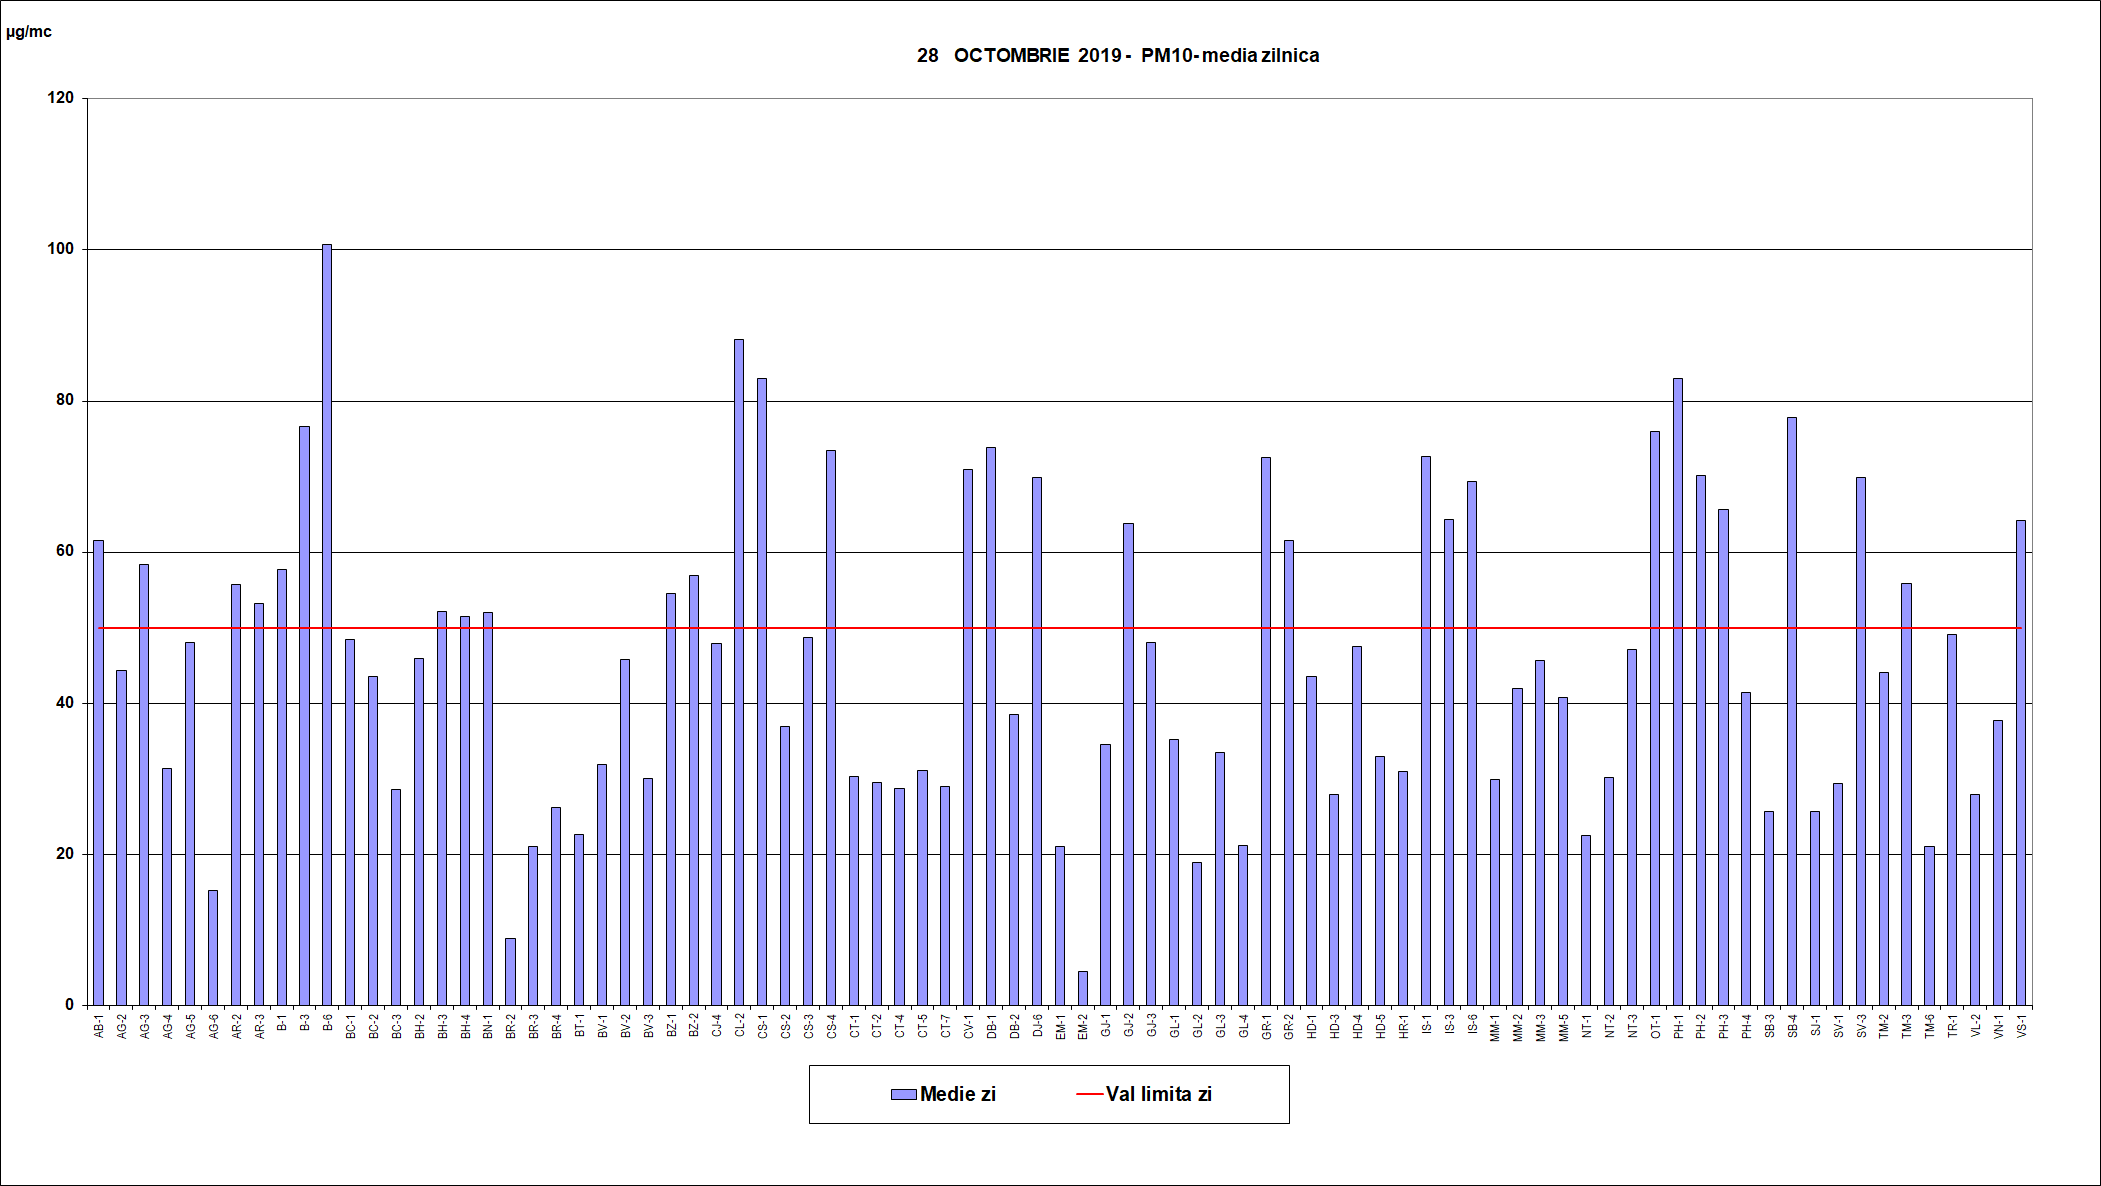 µg/mc
28 OCTOMBRIE 2019 - PM10- media zilnica
120
100
80
60
40
20
0
AB-1
AG-2
AG-3
AG-4
AG-5
AG-6
AR-2
AR-3
B-1
B-3
B-6
BC-1
BC-2
BC-3
BH-2
BH-3
BH-4
BN-1
BR-2
BR-3
BR-4
BT-1
BV-1
BV-2
BV-3
BZ-1
BZ-2
CJ-4
CL-2
CS-1
CS-2
CS-3
CS-4
CT-1
CT-2
CT-4
CT-5
CT-7
CV-1
DB-1
DB-2
DJ-6
EM-1
EM-2
GJ-1
GJ-2
GJ-3
GL-1
GL-2
GL-3
GL-4
GR-1
GR-2
HD-1
HD-3
HD-4
HD-5
HR-1
IS-1
IS-3
IS-6
MM-1
MM-2
MM-3
MM-5
NT-1
NT-2
NT-3
OT-1
PH-1
PH-2
PH-3
PH-4
SB-3
SB-4
SJ-1
SV-1
SV-3
TM-2
TM-3
TM-6
TR-1
VL-2
VN-1
VS-1
Medie zi
Val limita zi